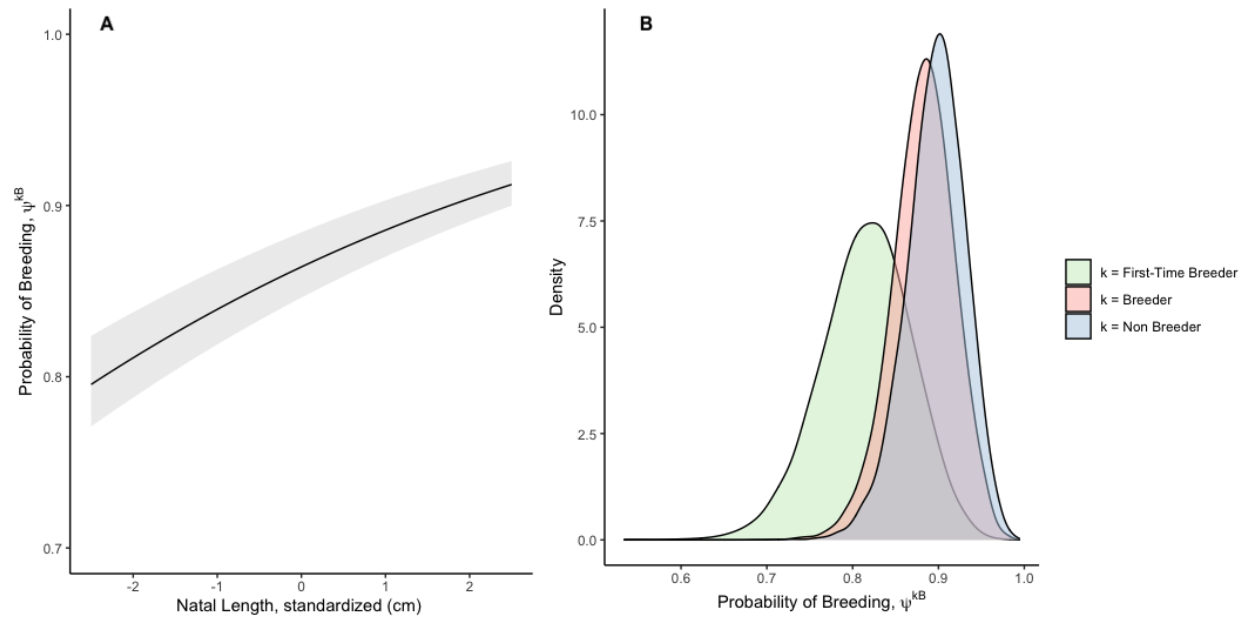 A
1.0
0.9
0.8
0.7
Probability of Breeding, ψ^kB
-2 -1 0 1 2
Natal Length, standardized (cm)
B
10.0
7.5
5.0
2.5
0.0
Density
0.6 0.7 0.8 0.9 1.0
Probability of Breeding, ψ^kB
k = First-Time Breeder
k = Breeder
k = Non Breeder